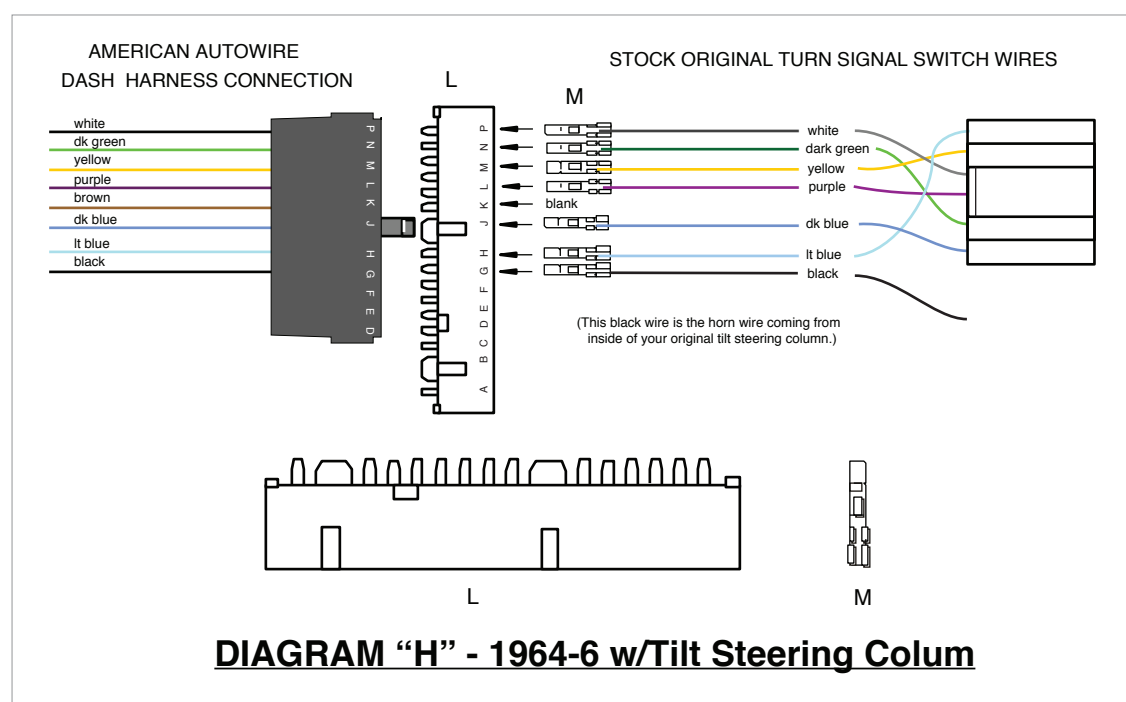 AMERICAN AUTOWIRE
DASH HARNESS CONNECTION
STOCK ORIGINAL TURN SIGNAL SWITCH WIRES
L
M
white
dk green
yellow
purple
brown
dk blue
lt blue
black
P
N
M
L
K
J
H
G
F
E
D
P
N
M
L
K
J
H
G
F
E
D
C
B
A
white
dark green
yellow
purple
blank
dk blue
lt blue
black
(This black wire is the horn wire coming from
inside of your original tilt steering column.)
L
M
DIAGRAM “H” - 1964-6 w/Tilt Steering Colum